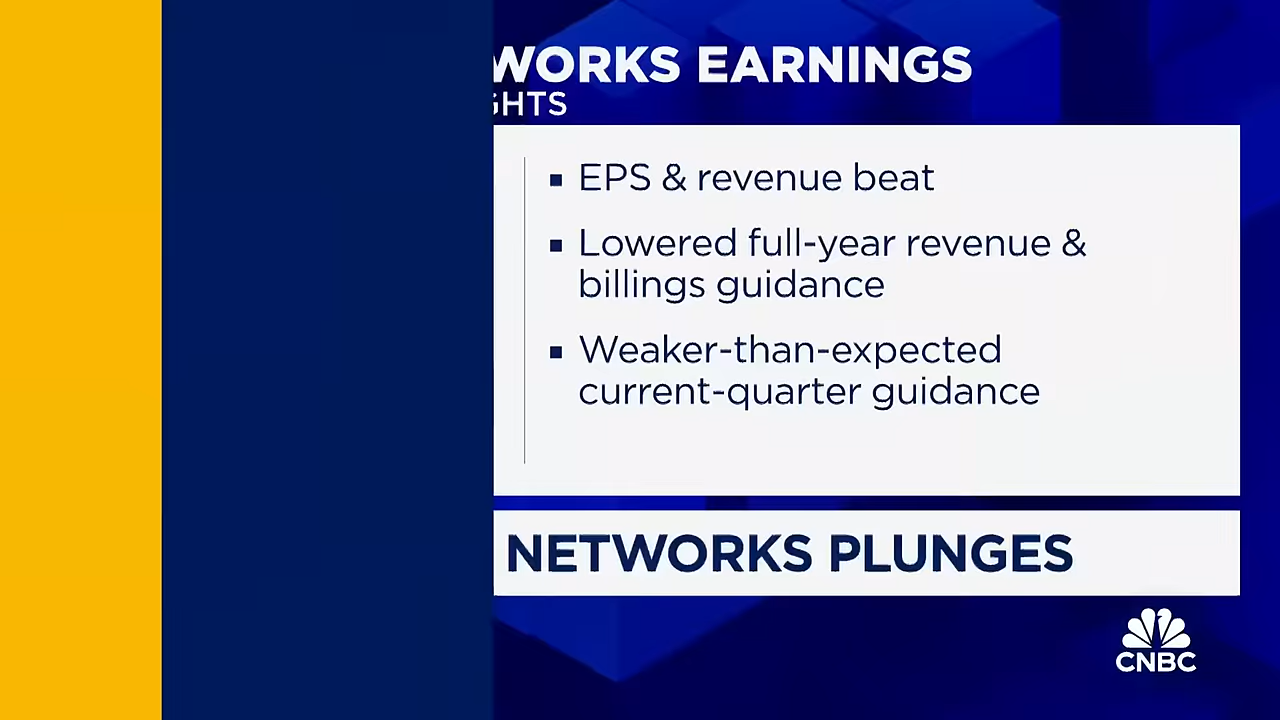 WORKS EARNINGS
GHTS
▪ EPS & revenue beat
▪ Lowered full-year revenue &
billings guidance
▪ Weaker-than-expected
current-quarter guidance
NETWORKS PLUNGES
CNBC